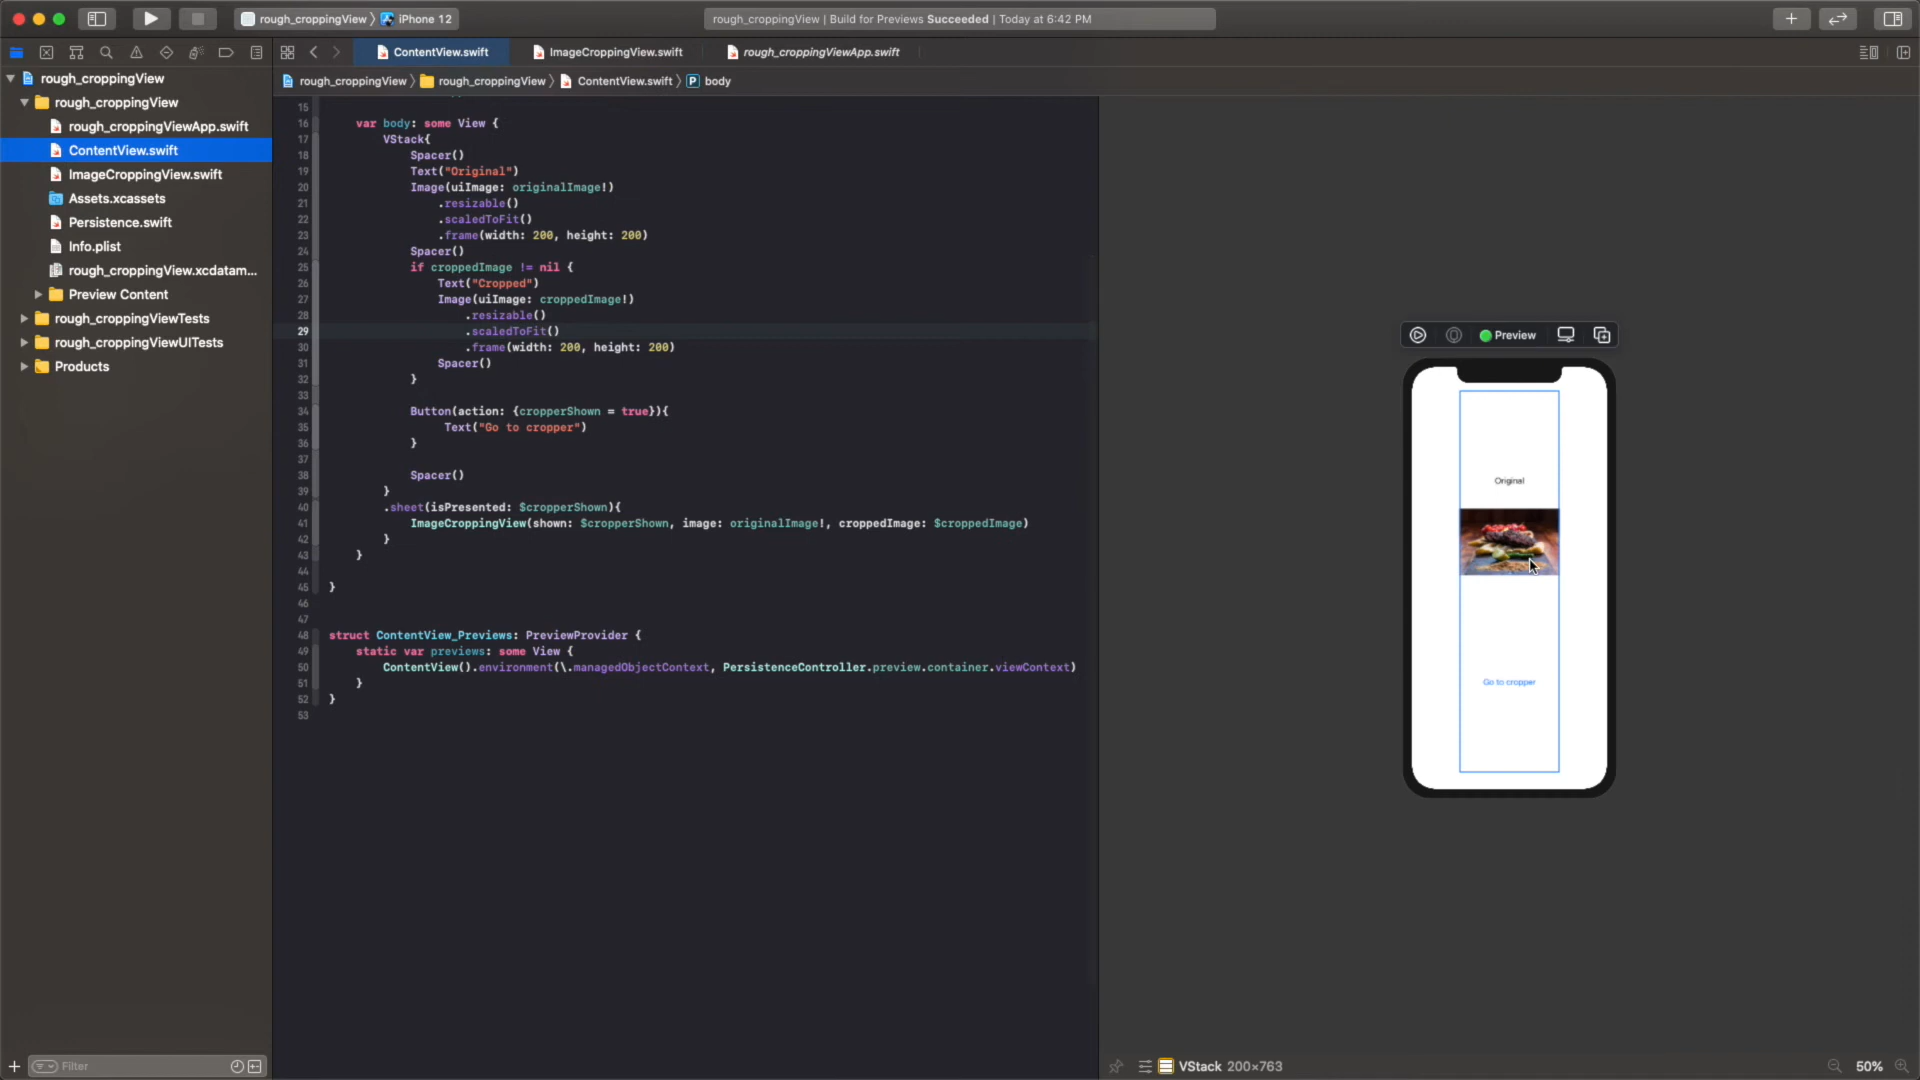 rough_croppingView 〉 iPhone 12
rough_croppingView | Build for Previews Succeeded | Today at 6:42 PM
ContentView.swift
ImageCroppingView.swift
rough_croppingViewApp.swift
rough_croppingView 〉 rough_croppingView 〉 ContentView.swift 〉 P body
rough_croppingView
rough_croppingView
rough_croppingViewApp.swift
ContentView.swift
ImageCroppingView.swift
Assets.xcassets
Persistence.swift
Info.plist
rough_croppingView.xcdatam...
Preview Content
rough_croppingViewTests
rough_croppingViewUITests
Products
Filter
15
16 var body: some View {
17 VStack{
18 Spacer()
19 Text("Original")
20 Image(uiImage: originalImage!)
21 .resizable()
22 .scaledToFit()
23 .frame(width: 200, height: 200)
24 Spacer()
25 if croppedImage != nil {
26 Text("Cropped")
27 Image(uiImage: croppedImage!)
28 .resizable()
29 .scaledToFit()
30 .frame(width: 200, height: 200)
31 Spacer()
32 }
33
34 Button(action: {cropperShown = true}){
35 Text("Go to cropper")
36 }
37
38 Spacer()
39 }
40 .sheet(isPresented: $cropperShown){
41 ImageCroppingView(shown: $cropperShown, image: originalImage!, croppedImage: $croppedImage)
42 }
43 }
44
45 }
46
47
48 struct ContentView_Previews: PreviewProvider {
49 static var previews: some View {
50 ContentView().environment(\.managedObjectContext, PersistenceController.preview.container.viewContext)
51 }
52 }
53
Preview
Original
Go to cropper
VStack 200×763
50%